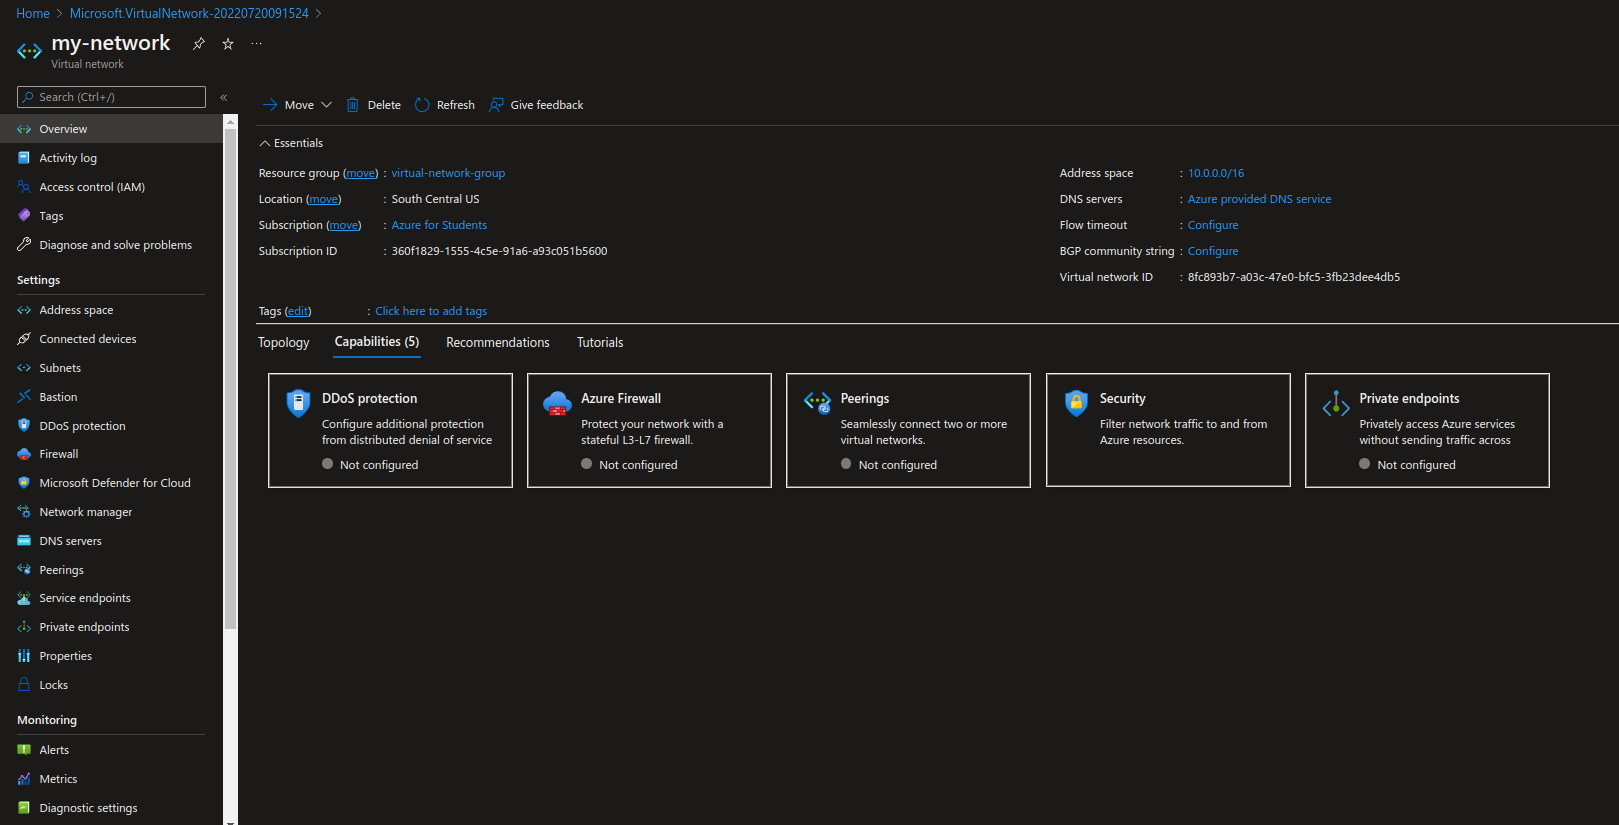 Home > Microsoft.VirtualNetwork-20220720091524 >
my-network
Virtual network
Search (Ctrl+/)
«
Overview
Activity log
Access control (IAM)
Tags
Diagnose and solve problems
Settings
Address space
Connected devices
Subnets
Bastion
DDoS protection
Firewall
Microsoft Defender for Cloud
Network manager
DNS servers
Peerings
Service endpoints
Private endpoints
Properties
Locks
Monitoring
Alerts
Metrics
Diagnostic settings
Move Delete Refresh Give feedback
Essentials
Resource group (move) : virtual-network-group
Location (move) : South Central US
Subscription (move) : Azure for Students
Subscription ID : 360f1829-1555-4c5e-91a6-a93c051b5600
Address space : 10.0.0.0/16
DNS servers : Azure provided DNS service
Flow timeout : Configure
BGP community string : Configure
Virtual network ID : 8fc893b7-a03c-47e0-bfc5-3fb23dee4db5
Tags (edit) : Click here to add tags
Topology Capabilities (5) Recommendations Tutorials
DDoS protection
Configure additional protection
from distributed denial of service
Not configured
Azure Firewall
Protect your network with a
stateful L3-L7 firewall.
Not configured
Peerings
Seamlessly connect two or more
virtual networks.
Not configured
Security
Filter network traffic to and from
Azure resources.
Private endpoints
Privately access Azure services
without sending traffic across
Not configured